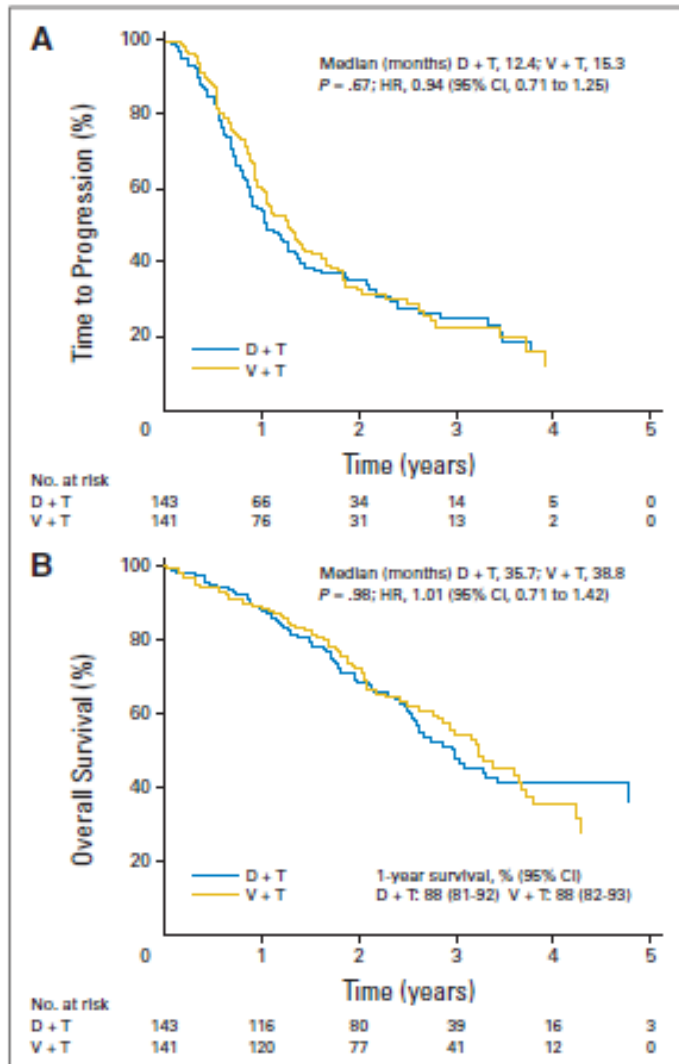 A
Time to Progression (%)
100
80
60
40
20
0
Median (months) D + T, 12.4; V + T, 15.3
P = .67; HR, 0.94 (95% CI, 0.71 to 1.25)
D + T
V + T
1 2 3 4 5
Time (years)
No. at risk
D + T 143 66 34 14 5 0
V + T 141 76 31 13 2 0
B
Overall Survival (%)
100
80
60
40
20
0
Median (months) D + T, 35.7; V + T, 38.8
P = .98; HR, 1.01 (95% CI, 0.71 to 1.42)
D + T
V + T
1-year survival, % (95% CI)
D + T: 88 (81-92) V + T: 88 (82-93)
1 2 3 4 5
Time (years)
No. at risk
D + T 143 116 80 39 16 3
V + T 141 120 77 41 12 0